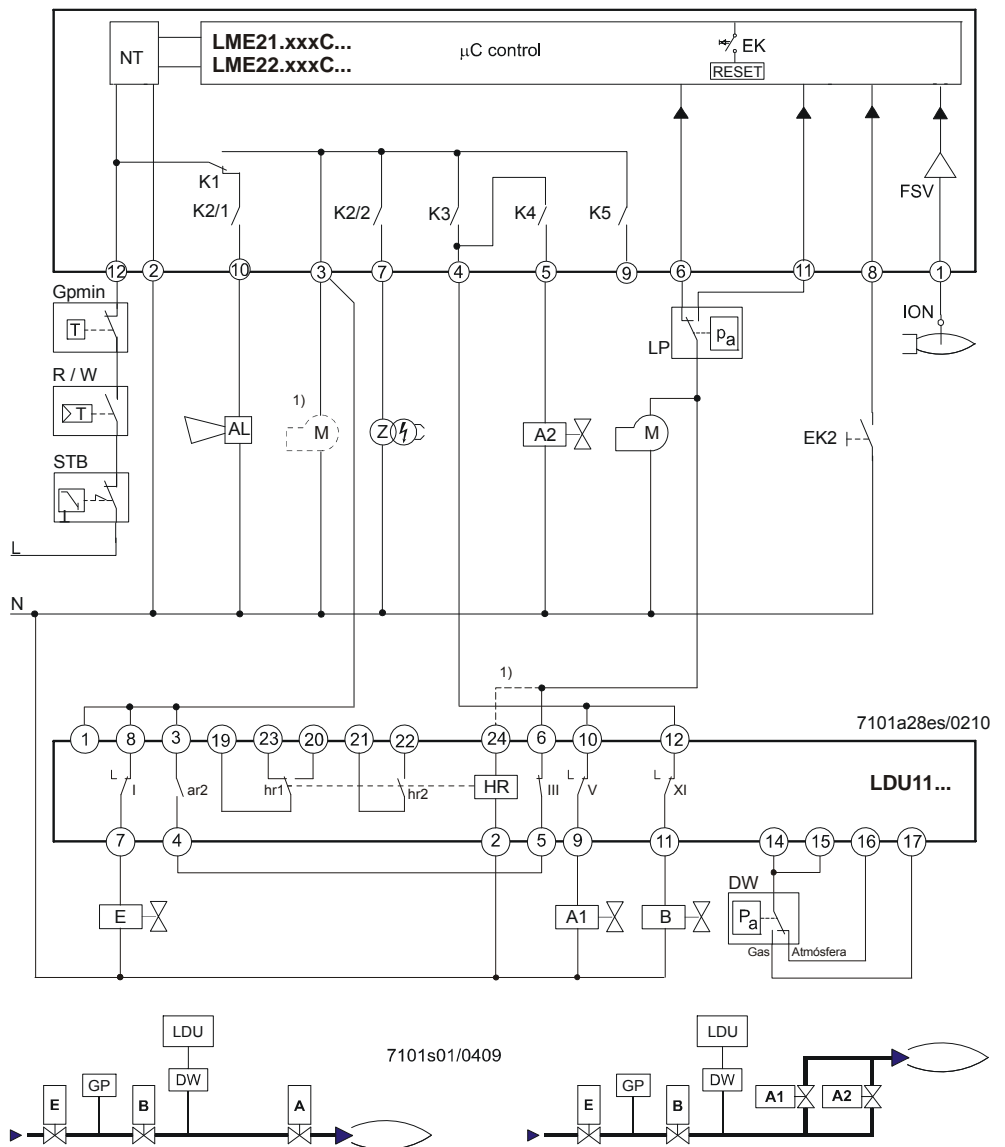 NT
LME21.xxxC...
LME22.xxxC...
µC control
EK
RESET
K1
K2/1
K2/2
K3
K4
K5
FSV
12 2 10 3 7 4 5 9 6 11 8 1
Gpmin
T
R / W
T
STB
L
AL
1)
M
Z
A2
LP
pa
M
ION
EK2
N
1)
7101a28es/0210
1 8 3 19 23 20 21 22 24 6 10 12
LDU11...
L I
ar2
hr1
hr2
HR
III
L V
L XI
7 4 2 5 9 11 14 15 16 17
E
A1
B
DW
Pa
Gas
Atmósfera
7101s01/0409
LDU
E
GP
B
DW
A
LDU
E
GP
B
DW
A1
A2